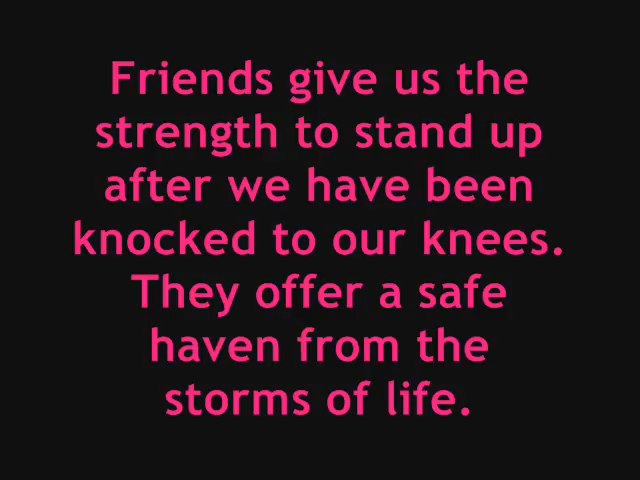 Friends give us the
strength to stand up
after we have been
knocked to our knees.
They offer a safe
haven from the
storms of life.